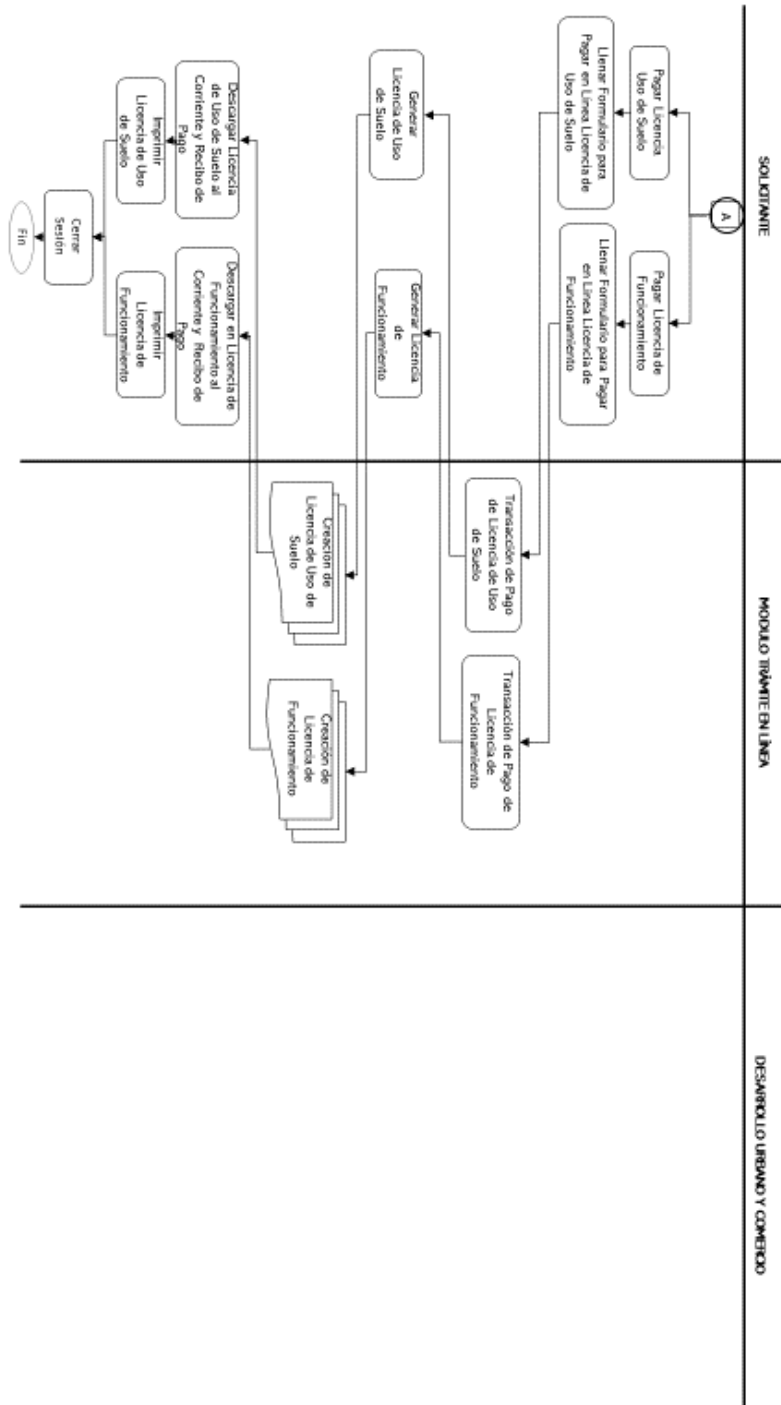 SOLICITANTE
MODULO TRÁMITE EN LÍNEA
DESARROLLO URBANO Y COMERCIO
A
Pagar Licencia
Uso de Suelo
Pagar Licencia de
Funcionamiento
Llenar Formulario para
Pagar en Línea Licencia de
Uso de Suelo
Llenar Formulario para Pagar
en Línea Licencia de
Funcionamiento
Transacción de Pago
de Licencia de Uso
de Suelo
Transacción de Pago de
Licencia de
Funcionamiento
Generar
Licencia de Uso
de Suelo
Generar Licencia
de
Funcionamiento
Creación de
Licencia de Uso de
Suelo
Creación de
Licencia de
Funcionamiento
Descargar Licencia
de Uso de Suelo al
Corriente y Recibo de
Pago
Descargar en Licencia de
Funcionamiento al
Corriente y Recibo de
Pago
Imprimir
Licencia de Uso
de Suelo
Imprimir
Licencia de
Funcionamiento
Cerrar
Sesión
Fin